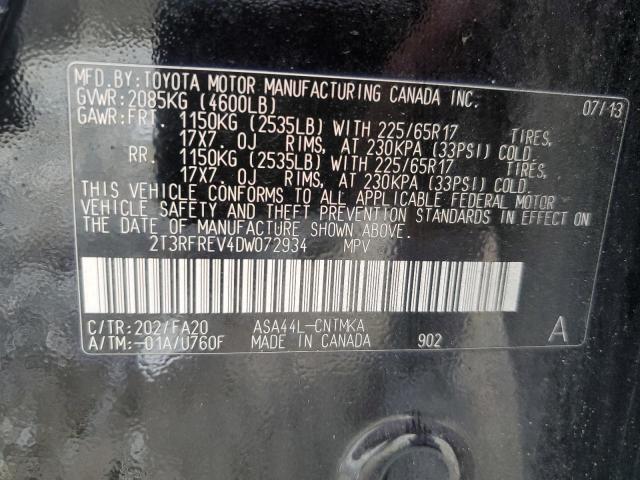 MFD. BY: TOYOTA MOTOR MANUFACTURING CANADA INC.
GVWR: 2085KG (4600LB) 07/13
GAWR: FRT. 1150KG (2535LB) WITH 225/65R17 TIRES,
17X7. 0J RIMS, AT 230KPA (33PSI) COLD.
RR. 1150KG (2535LB) WITH 225/65R17 TIRES,
17X7. 0J RIMS, AT 230KPA (33PSI) COLD.
THIS VEHICLE CONFORMS TO ALL APPLICABLE FEDERAL MOTOR
VEHICLE SAFETY AND THEFT PREVENTION STANDARDS IN EFFECT ON
THE DATE OF MANUFACTURE SHOWN ABOVE.
2T3RFREV4DW072934 MPV
C/TR: 202/FA20 ASA44L-CNTMKA A
A/TM: -01A/U760F MADE IN CANADA 902